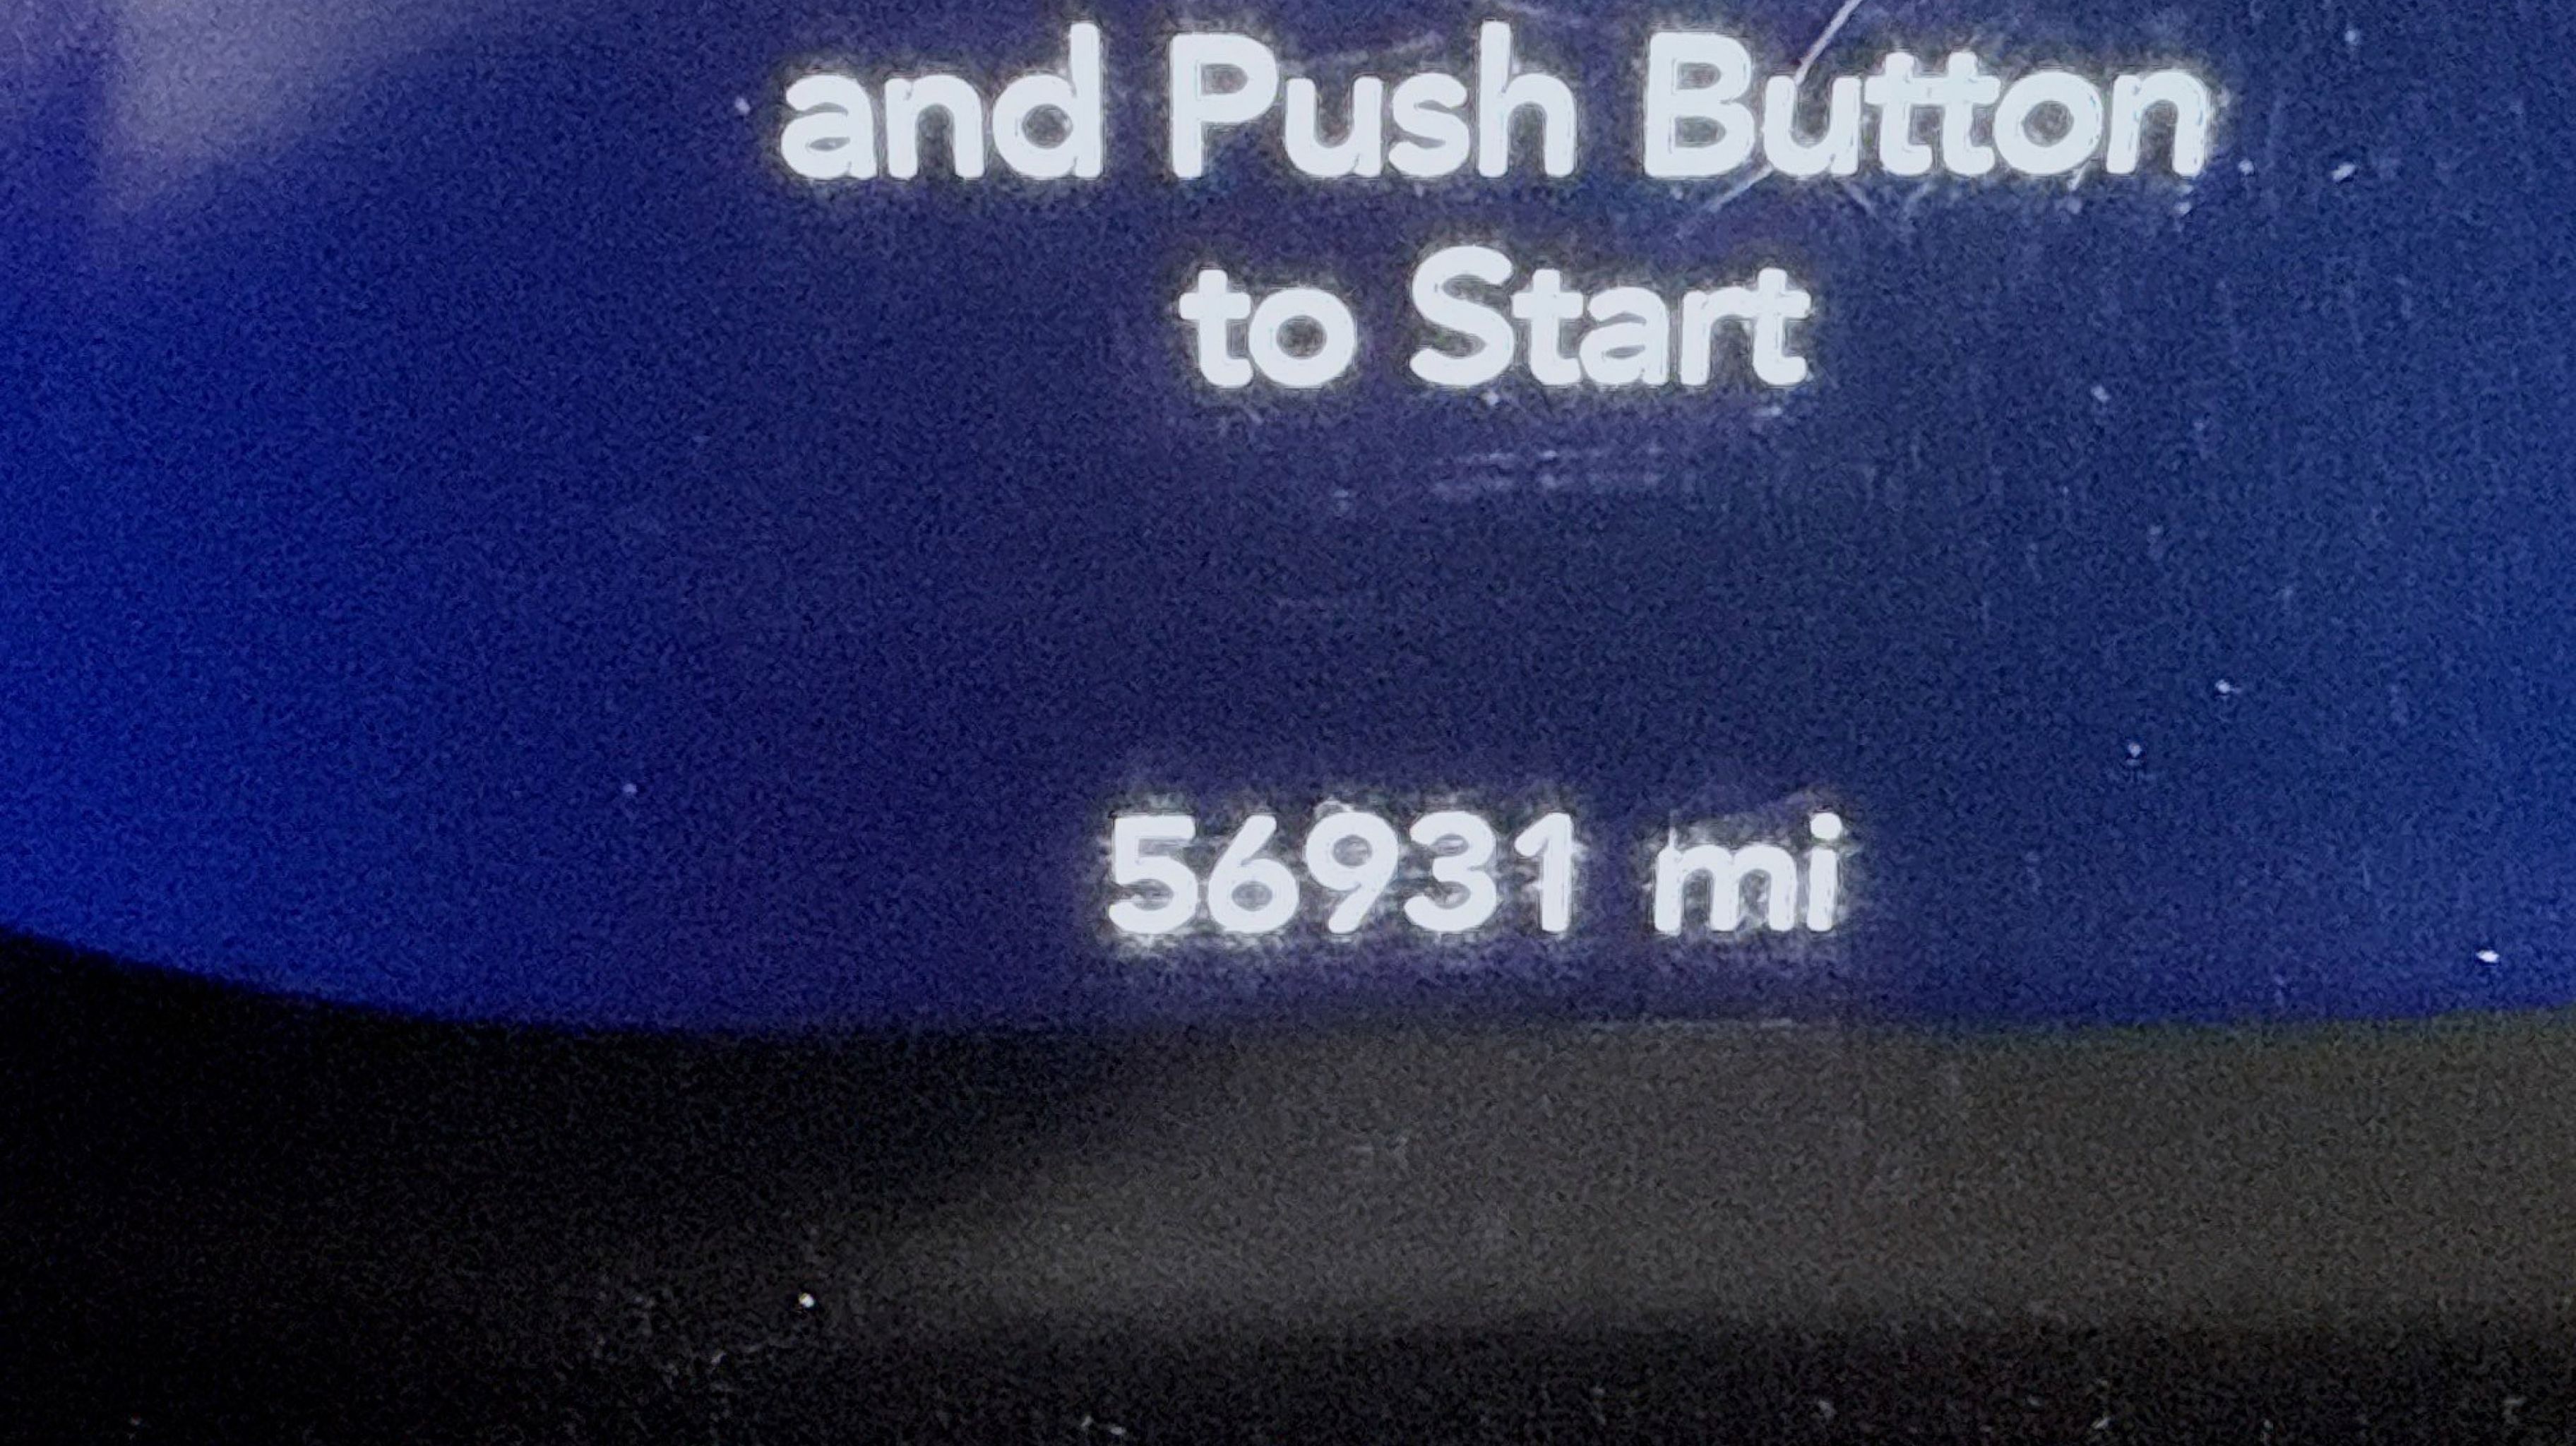 and Push Button
to Start
56931 mi